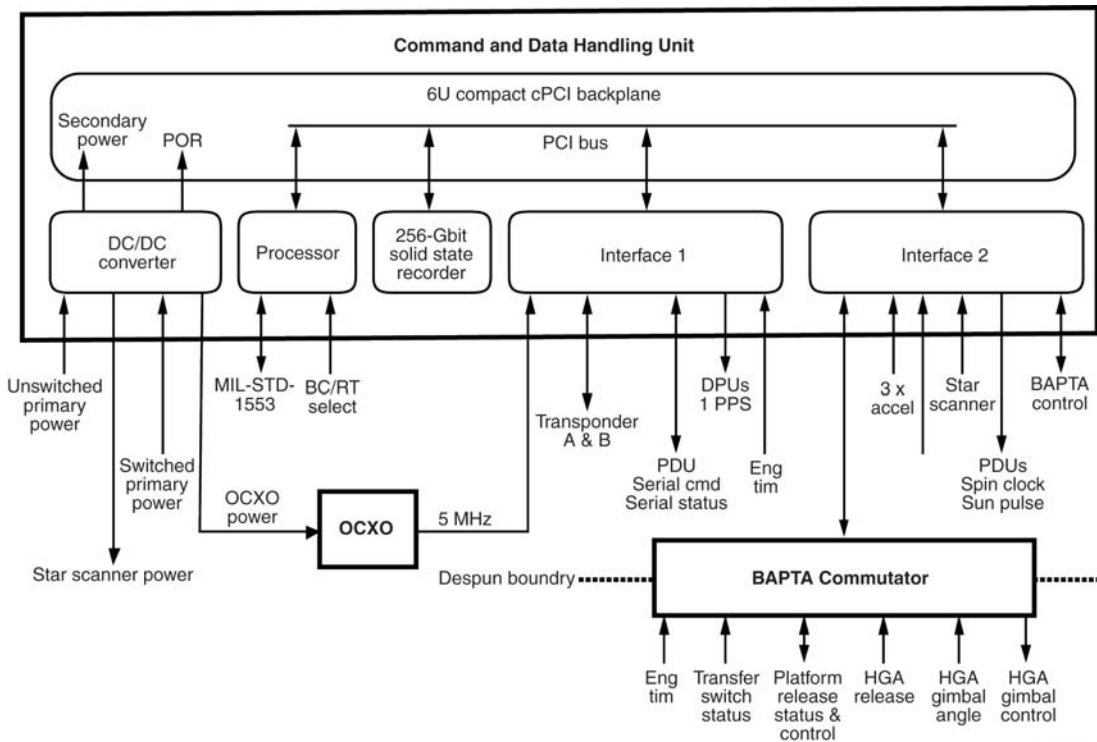 Command and Data Handling Unit
6U compact cPCI backplane
Secondary
power
POR
PCI bus
DC/DC
converter
Processor
256-Gbit
solid state
recorder
Interface 1
Interface 2
Unswitched
primary
power
MIL-STD-
1553
BC/RT
select
Transponder
A & B
DPUs
1 PPS
3 x
accel
Star
scanner
BAPTA
control
Switched
primary
power
PDU
Serial cmd
Serial status
Eng
tim
PDUs
Spin clock
Sun pulse
OCXO
power
OCXO
5 MHz
Star scanner power
Despun boundry
BAPTA Commutator
Eng
tim
Transfer
switch
status
Platform
release
status &
control
HGA
release
HGA
gimbal
angle
HGA
gimbal
control